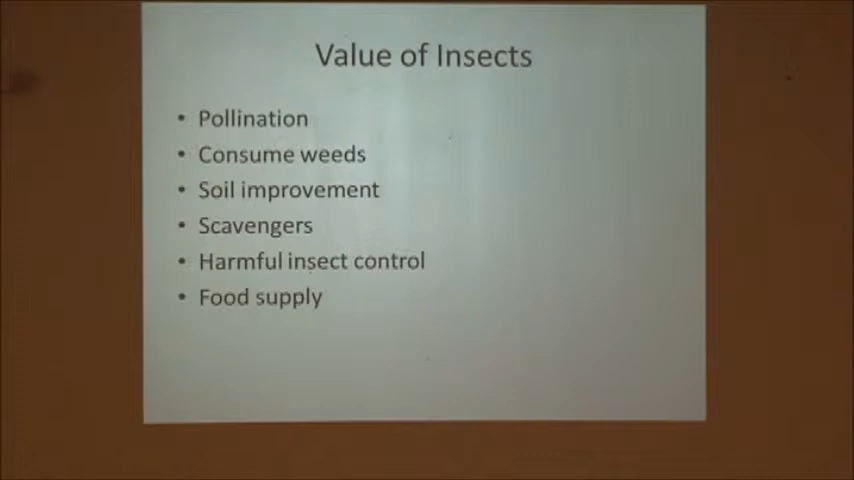 Value of Insects
• Pollination
• Consume weeds
• Soil improvement
• Scavengers
• Harmful insect control
• Food supply